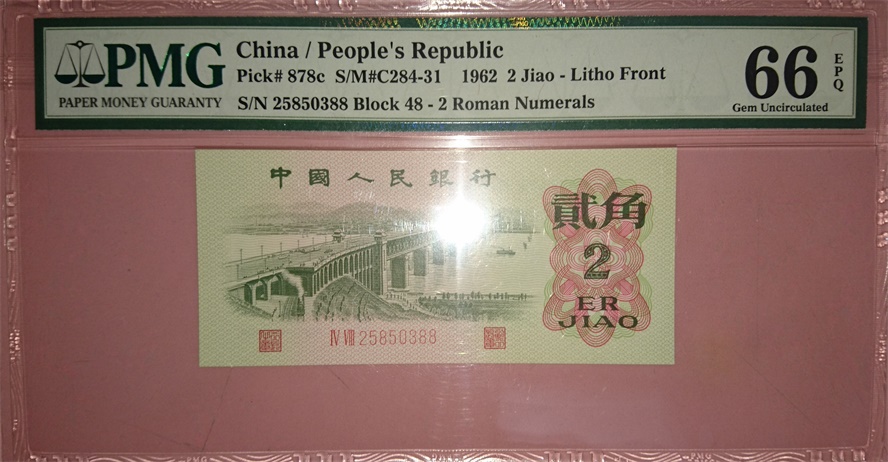 PMG
PAPER MONEY GUARANTY
China / People's Republic
Pick# 878c S/M#C284-31 1962 2 Jiao - Litho Front
S/N 25850388 Block 48 - 2 Roman Numerals
66 EPQ
Gem Uncirculated
中國人民銀行
貳角
2
ER
JIAO
IV VIII 25850388